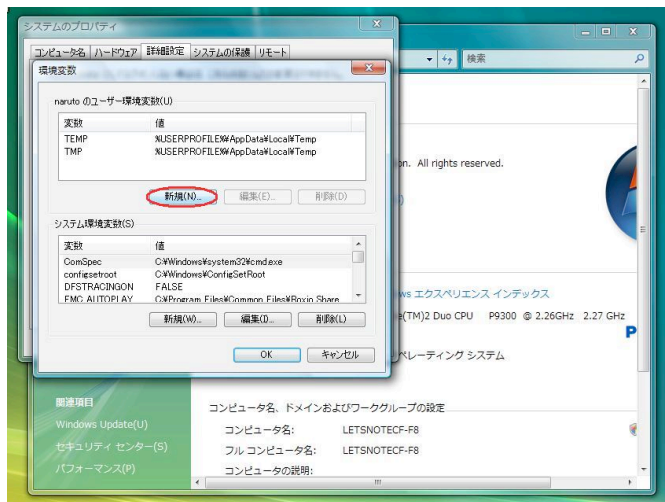 システムのプロパティ
コンピュータ名 ハードウェア 詳細設定 システムの保護 リモート
環境変数
naruto のユーザー環境変数(U)
変数 値
TEMP %USERPROFILE%¥AppData¥Local¥Temp
TMP %USERPROFILE%¥AppData¥Local¥Temp
新規(N)... 編集(E)... 削除(D)
システム環境変数(S)
変数 値
ComSpec C:¥Windows¥system32¥cmd.exe
configsetroot C:¥Windows¥ConfigSetRoot
DFSTRACINGON FALSE
EMC_AUTOPLAY C:¥Program Files¥Common Files¥Roxio Share
新規(W)... 編集(I)... 削除(L)
OK キャンセル
検索
on. All rights reserved.
ws エクスペリエンス インデックス
(TM)2 Duo CPU P9300 @ 2.26GHz 2.27 GHz
P
ペレーティング システム
関連項目
Windows Update(U)
セキュリティ センター(S)
パフォーマンス(P)
コンピュータ名、ドメインおよびワークグループの設定
コンピュータ名: LETSNOTECF-F8
フル コンピュータ名: LETSNOTECF-F8
コンピュータの説明: